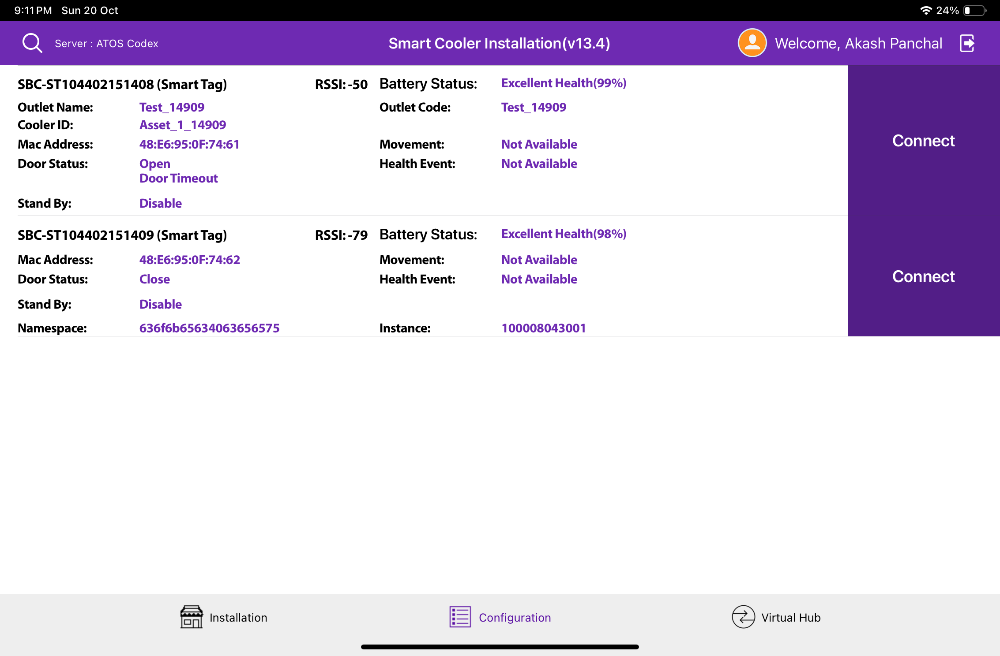 9:11 PM Sun 20 Oct 24%
Server : ATOS Codex Smart Cooler Installation(v13.4) Welcome, Akash Panchal
SBC-ST104402151408 (Smart Tag) RSSI: -50 Battery Status: Excellent Health(99%)
Outlet Name: Test_14909 Outlet Code: Test_14909
Cooler ID: Asset_1_14909
Mac Address: 48:E6:95:0F:74:61 Movement: Not Available
Connect
Door Status: Open Health Event: Not Available
Door Timeout
Stand By: Disable
SBC-ST104402151409 (Smart Tag) RSSI: -79 Battery Status: Excellent Health(98%)
Mac Address: 48:E6:95:0F:74:62 Movement: Not Available
Door Status: Close Health Event: Not Available
Connect
Stand By: Disable
Namespace: 636f6b65634063656575 Instance: 100008043001
Installation Configuration Virtual Hub